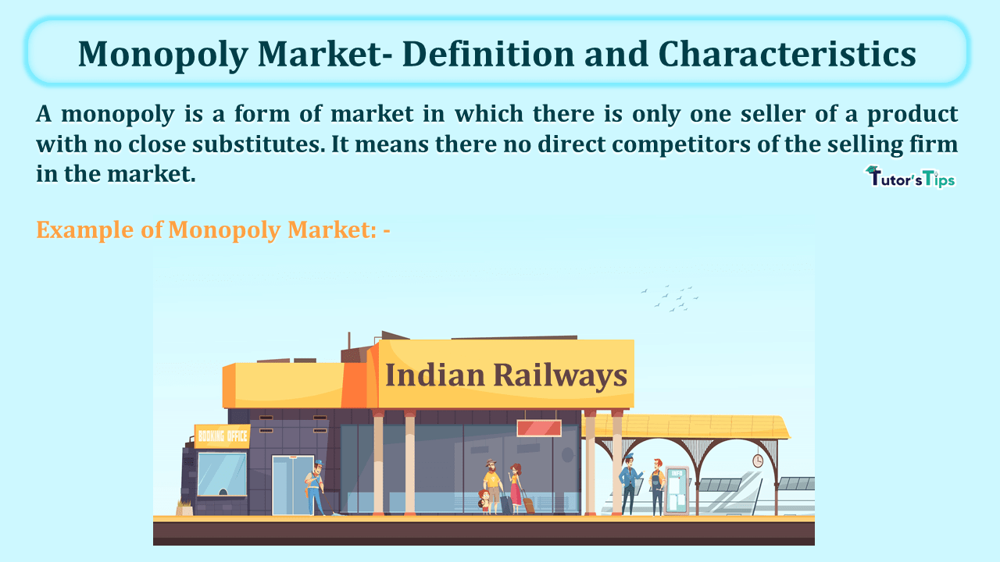 Monopoly Market- Definition and Characteristics
A monopoly is a form of market in which there is only one seller of a product
with no close substitutes. It means there no direct competitors of the selling firm
in the market.
Tutor'sTips
Example of Monopoly Market: -
Indian Railways
BOOKING OFFICE
INFO